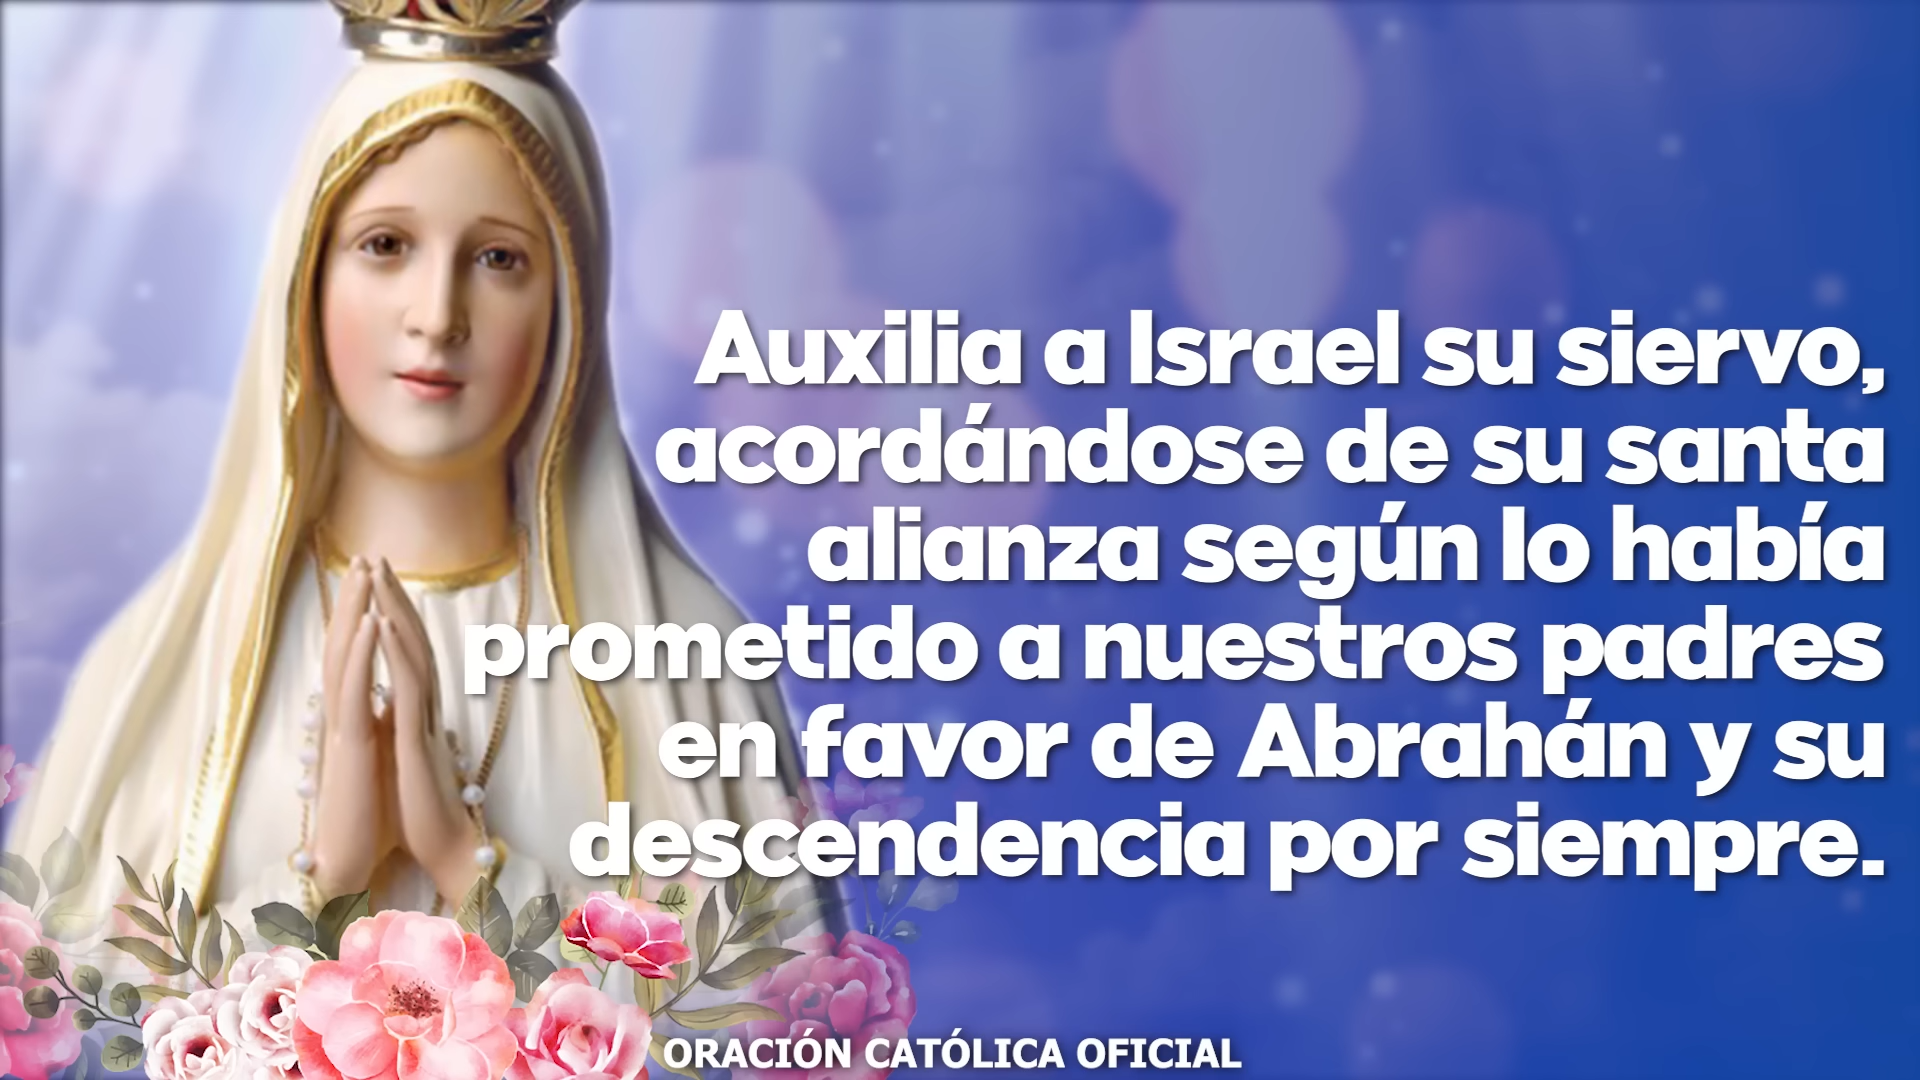 Auxilia a Israel su siervo,
acordándose de su santa
alianza según lo había
prometido a nuestros padres
en favor de Abrahán y su
descendencia por siempre.
ORACIÓN CATÓLICA OFICIAL